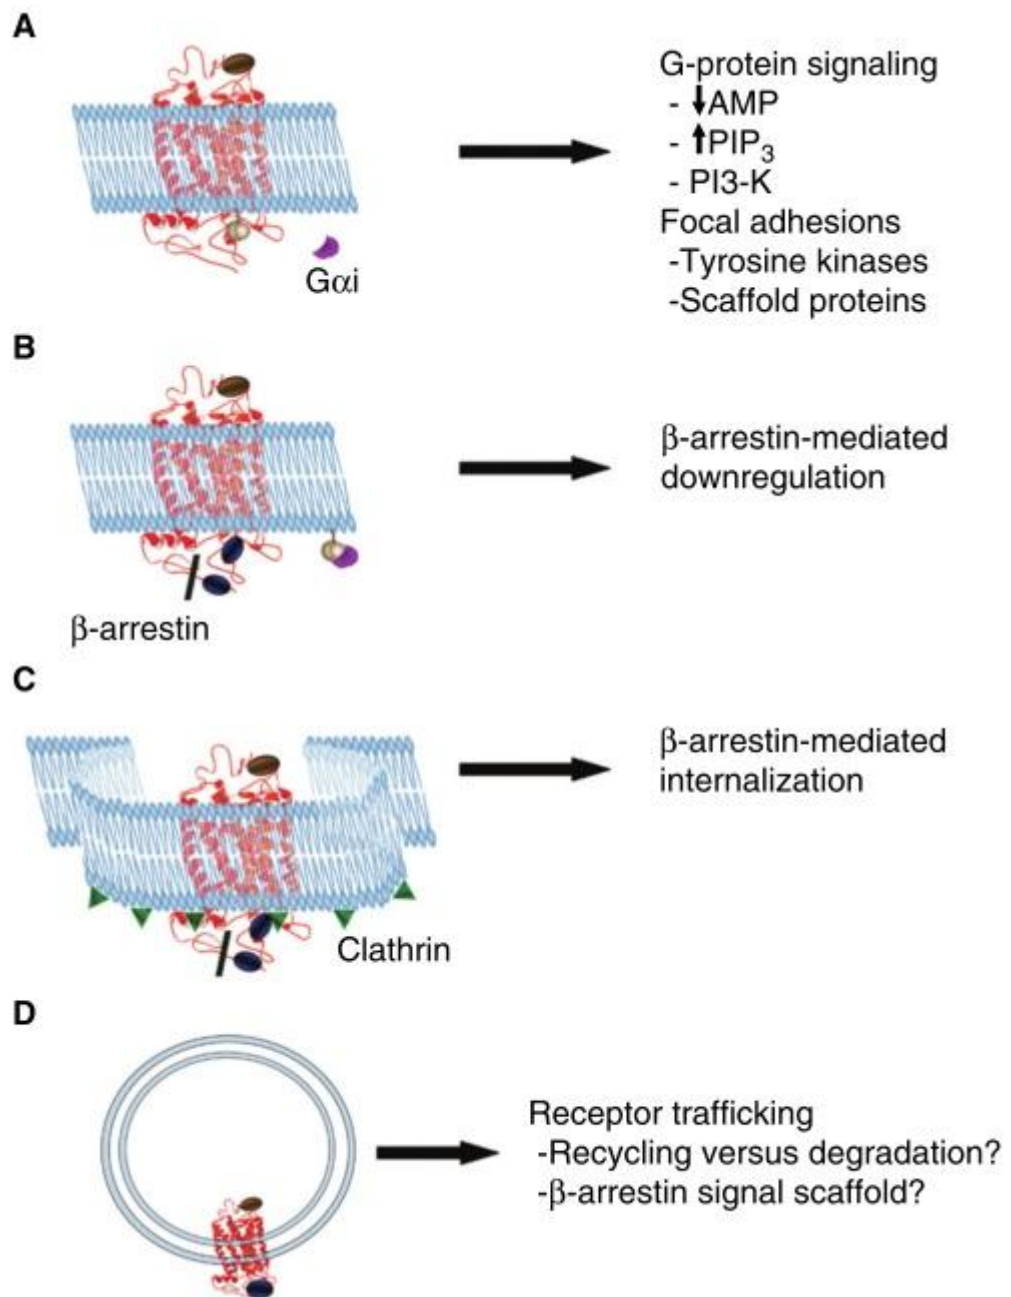 A
G-protein signaling
- ↓AMP
- ↑PIP₃
- PI3-K
Focal adhesions
-Tyrosine kinases
-Scaffold proteins
Gαi
B
β-arrestin-mediated
downregulation
β-arrestin
C
β-arrestin-mediated
internalization
Clathrin
D
Receptor trafficking
-Recycling versus degradation?
-β-arrestin signal scaffold?